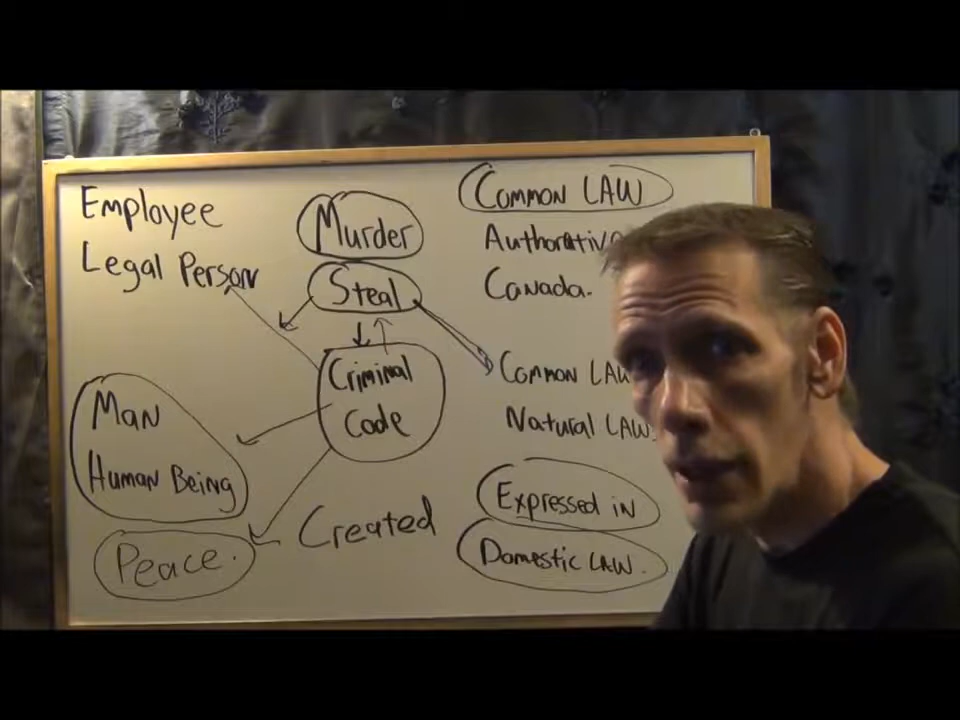 Employee
Legal Person
Man
Human Being
Peace.
Murder
Steal
Criminal
Code
Created
Common LAW
Canada.
Common LAW
Natural LAW.
Expressed in
Domestic LAW.